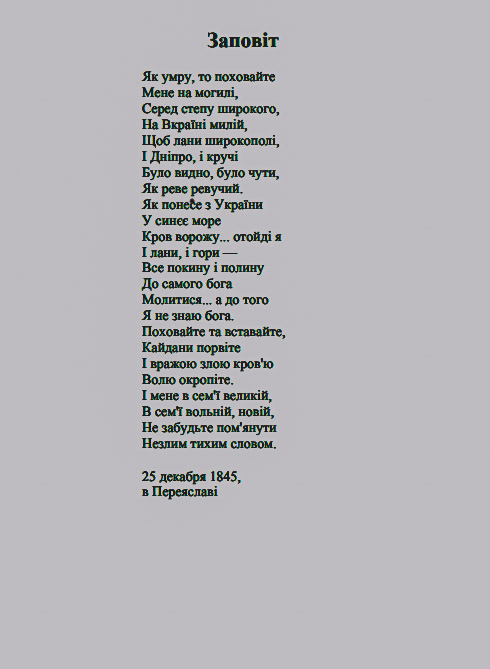 Заповіт
Як умру, то поховайте
Мене на могилі,
Серед степу широкого,
На Вкраїні милій,
Щоб лани широкополі,
І Дніпро, і кручі
Було видно, було чути,
Як реве ревучий.
Як понесе з України
У синєє море
Кров ворожу... отойді я
І лани, і гори —
Все покину і полину
До самого бога
Молитися... а до того
Я не знаю бога.
Поховайте та вставайте,
Кайдани порвіте
І вражою злою кров'ю
Волю окропіте.
І мене в сем'ї великій,
В сем'ї вольній, новій,
Не забудьте пом'янути
Незлим тихим словом.
25 декабря 1845,
в Переяславі